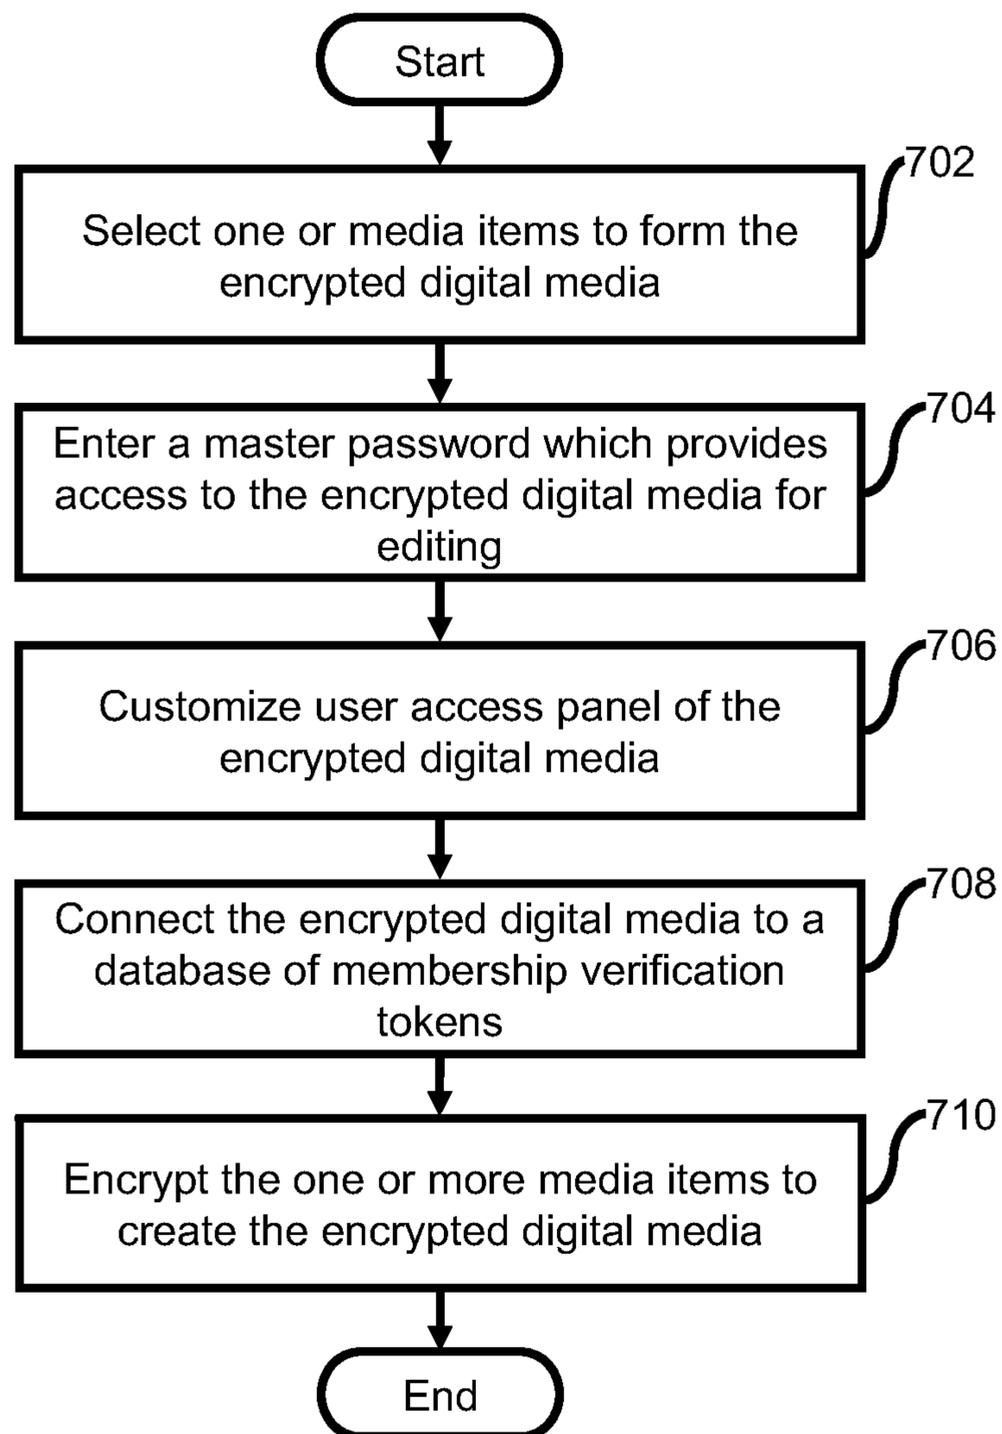 Start
702
Select one or media items to form the
encrypted digital media
704
Enter a master password which provides
access to the encrypted digital media for
editing
706
Customize user access panel of the
encrypted digital media
708
Connect the encrypted digital media to a
database of membership verification
tokens
710
Encrypt the one or more media items to
create the encrypted digital media
End